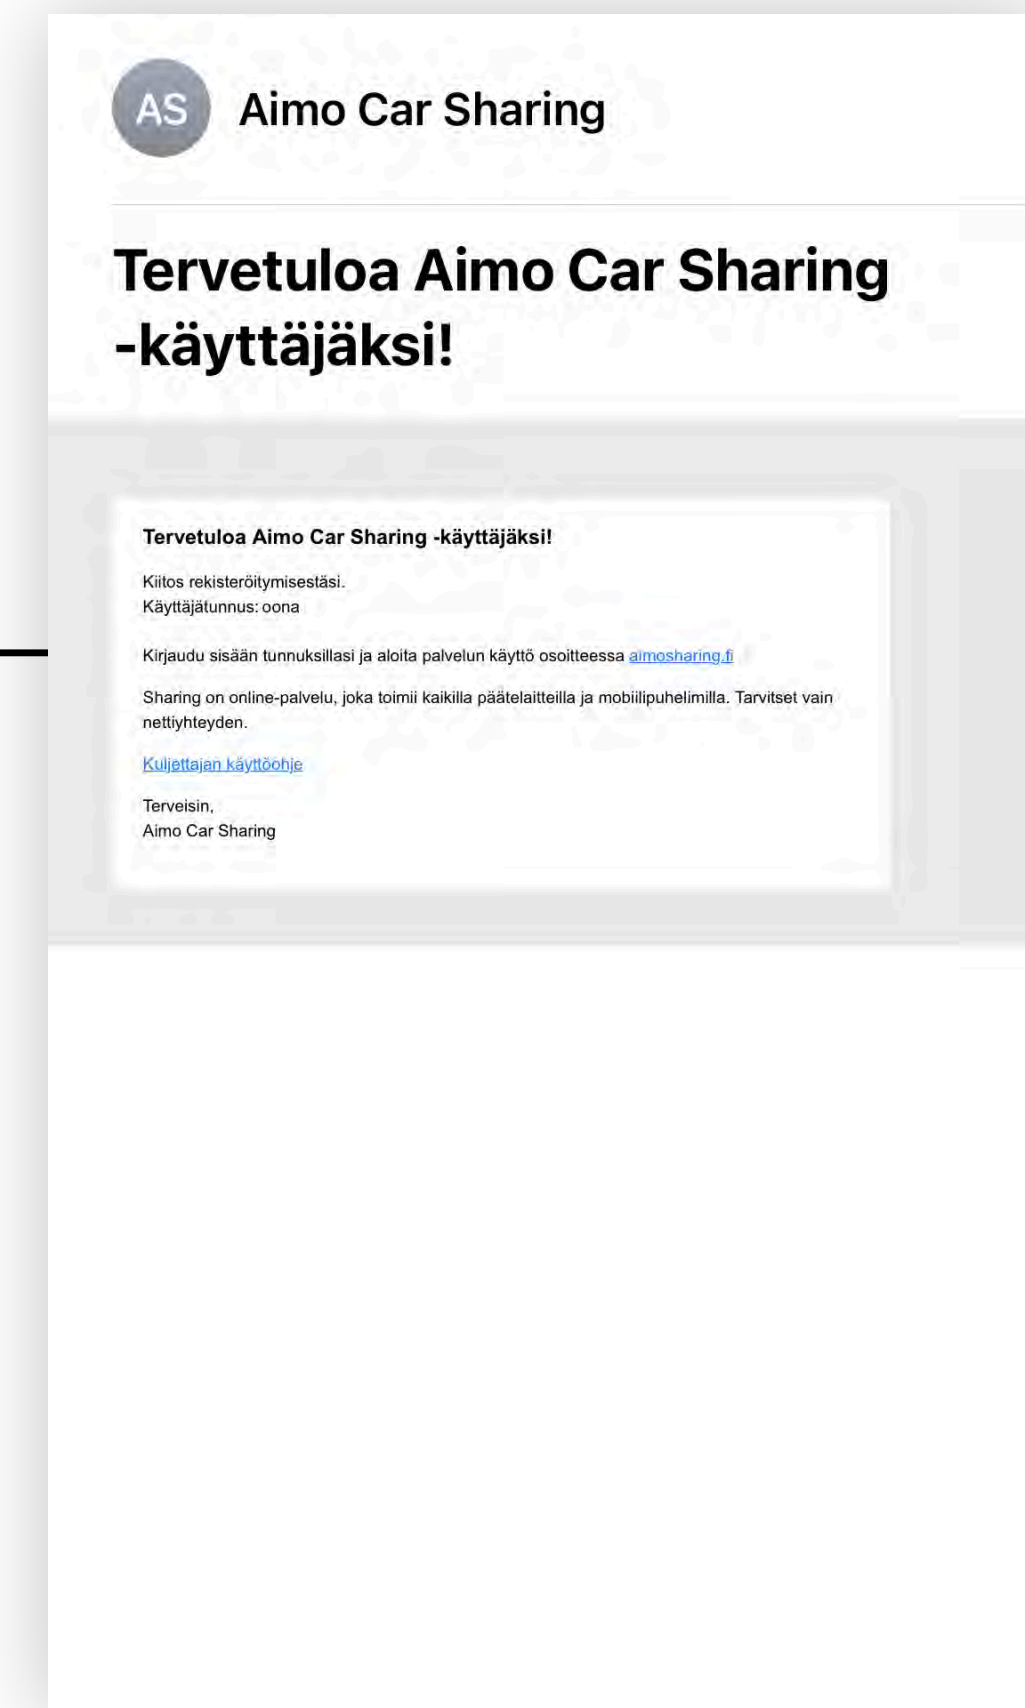 AS
Aimo Car Sharing
Tervetuloa Aimo Car Sharing
-käyttäjäksi!
Tervetuloa Aimo Car Sharing -käyttäjäksi!
Kiitos rekisteröitymisestäsi.
Käyttäjätunnus: oona
Kirjaudu sisään tunnuksillasi ja aloita palvelun käyttö osoitteessa aimosharing.fi
Sharing on online-palvelu, joka toimii kaikilla päätelaitteilla ja mobiilipuhelimilla. Tarvitset vain
nettiyhteyden.
Kuljettajan käyttöohje
Terveisin,
Aimo Car Sharing